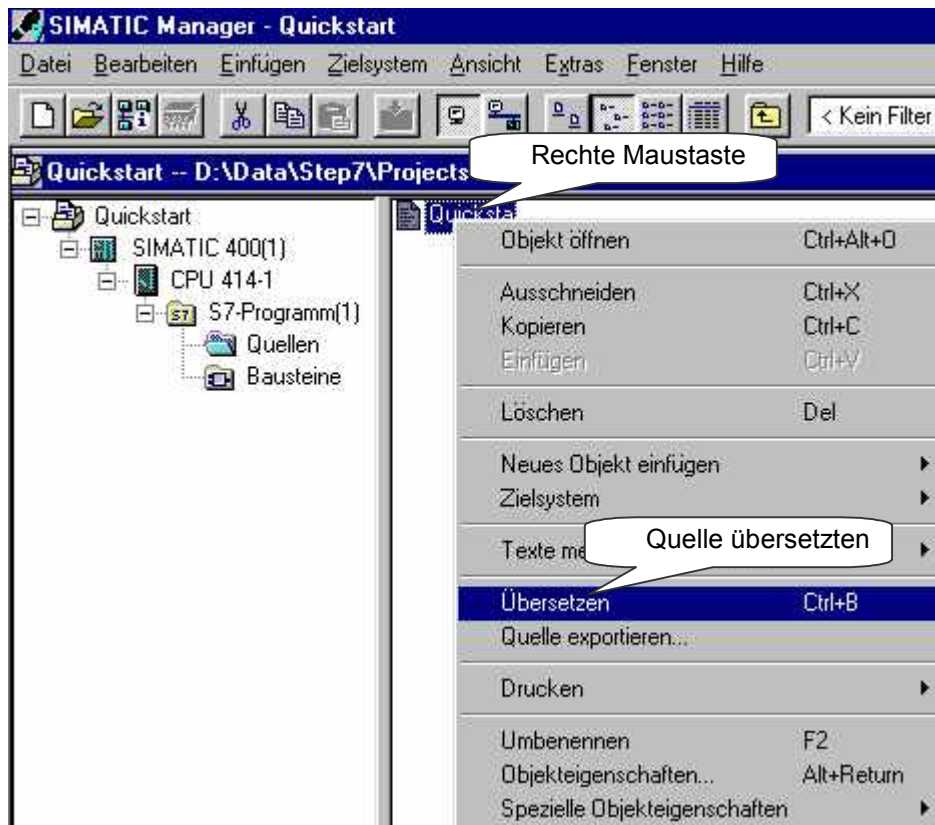 SIMATIC Manager - Quickstart
Datei Bearbeiten Einfügen Zielsystem Ansicht Extras Fenster Hilfe
< Kein Filter
Rechte Maustaste
Quickstart -- D:\Data\Step7\Projects
Quickstart
SIMATIC 400(1)
CPU 414-1
S7-Programm(1)
Quellen
Bausteine
Quicksta
Objekt öffnen Ctrl+Alt+O
Ausschneiden Ctrl+X
Kopieren Ctrl+C
Einfügen Ctrl+V
Löschen Del
Neues Objekt einfügen
Zielsystem
Quelle übersetzten
Texte me
Übersetzen Ctrl+B
Quelle exportieren...
Drucken
Umbenennen F2
Objekteigenschaften... Alt+Return
Spezielle Objekteigenschaften